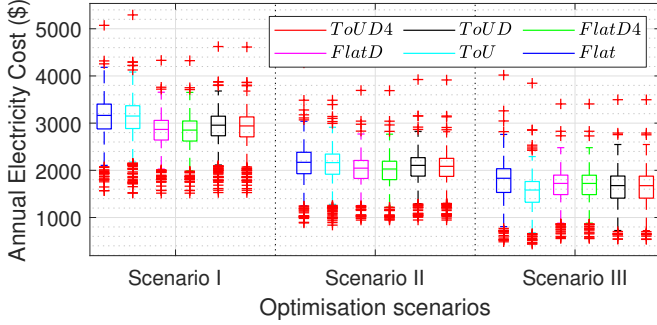 Annual Electricity Cost ($)
5000
4000
3000
2000
1000
ToUD4
ToUD
FlatD4
FlatD
ToU
Flat
Scenario I
Scenario II
Scenario III
Optimisation scenarios